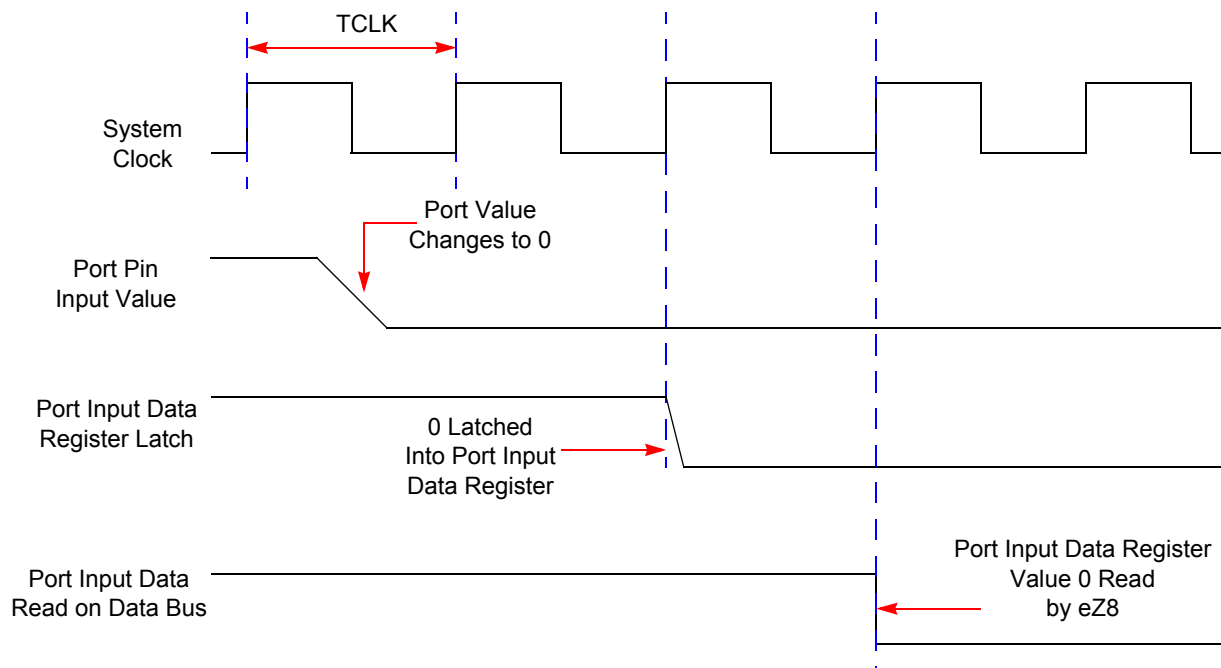 TCLK
System
Clock
Port Value
Changes to 0
Port Pin
Input Value
Port Input Data
Register Latch
0 Latched
Into Port Input
Data Register
Port Input Data
Read on Data Bus
Port Input Data Register
Value 0 Read
by eZ8